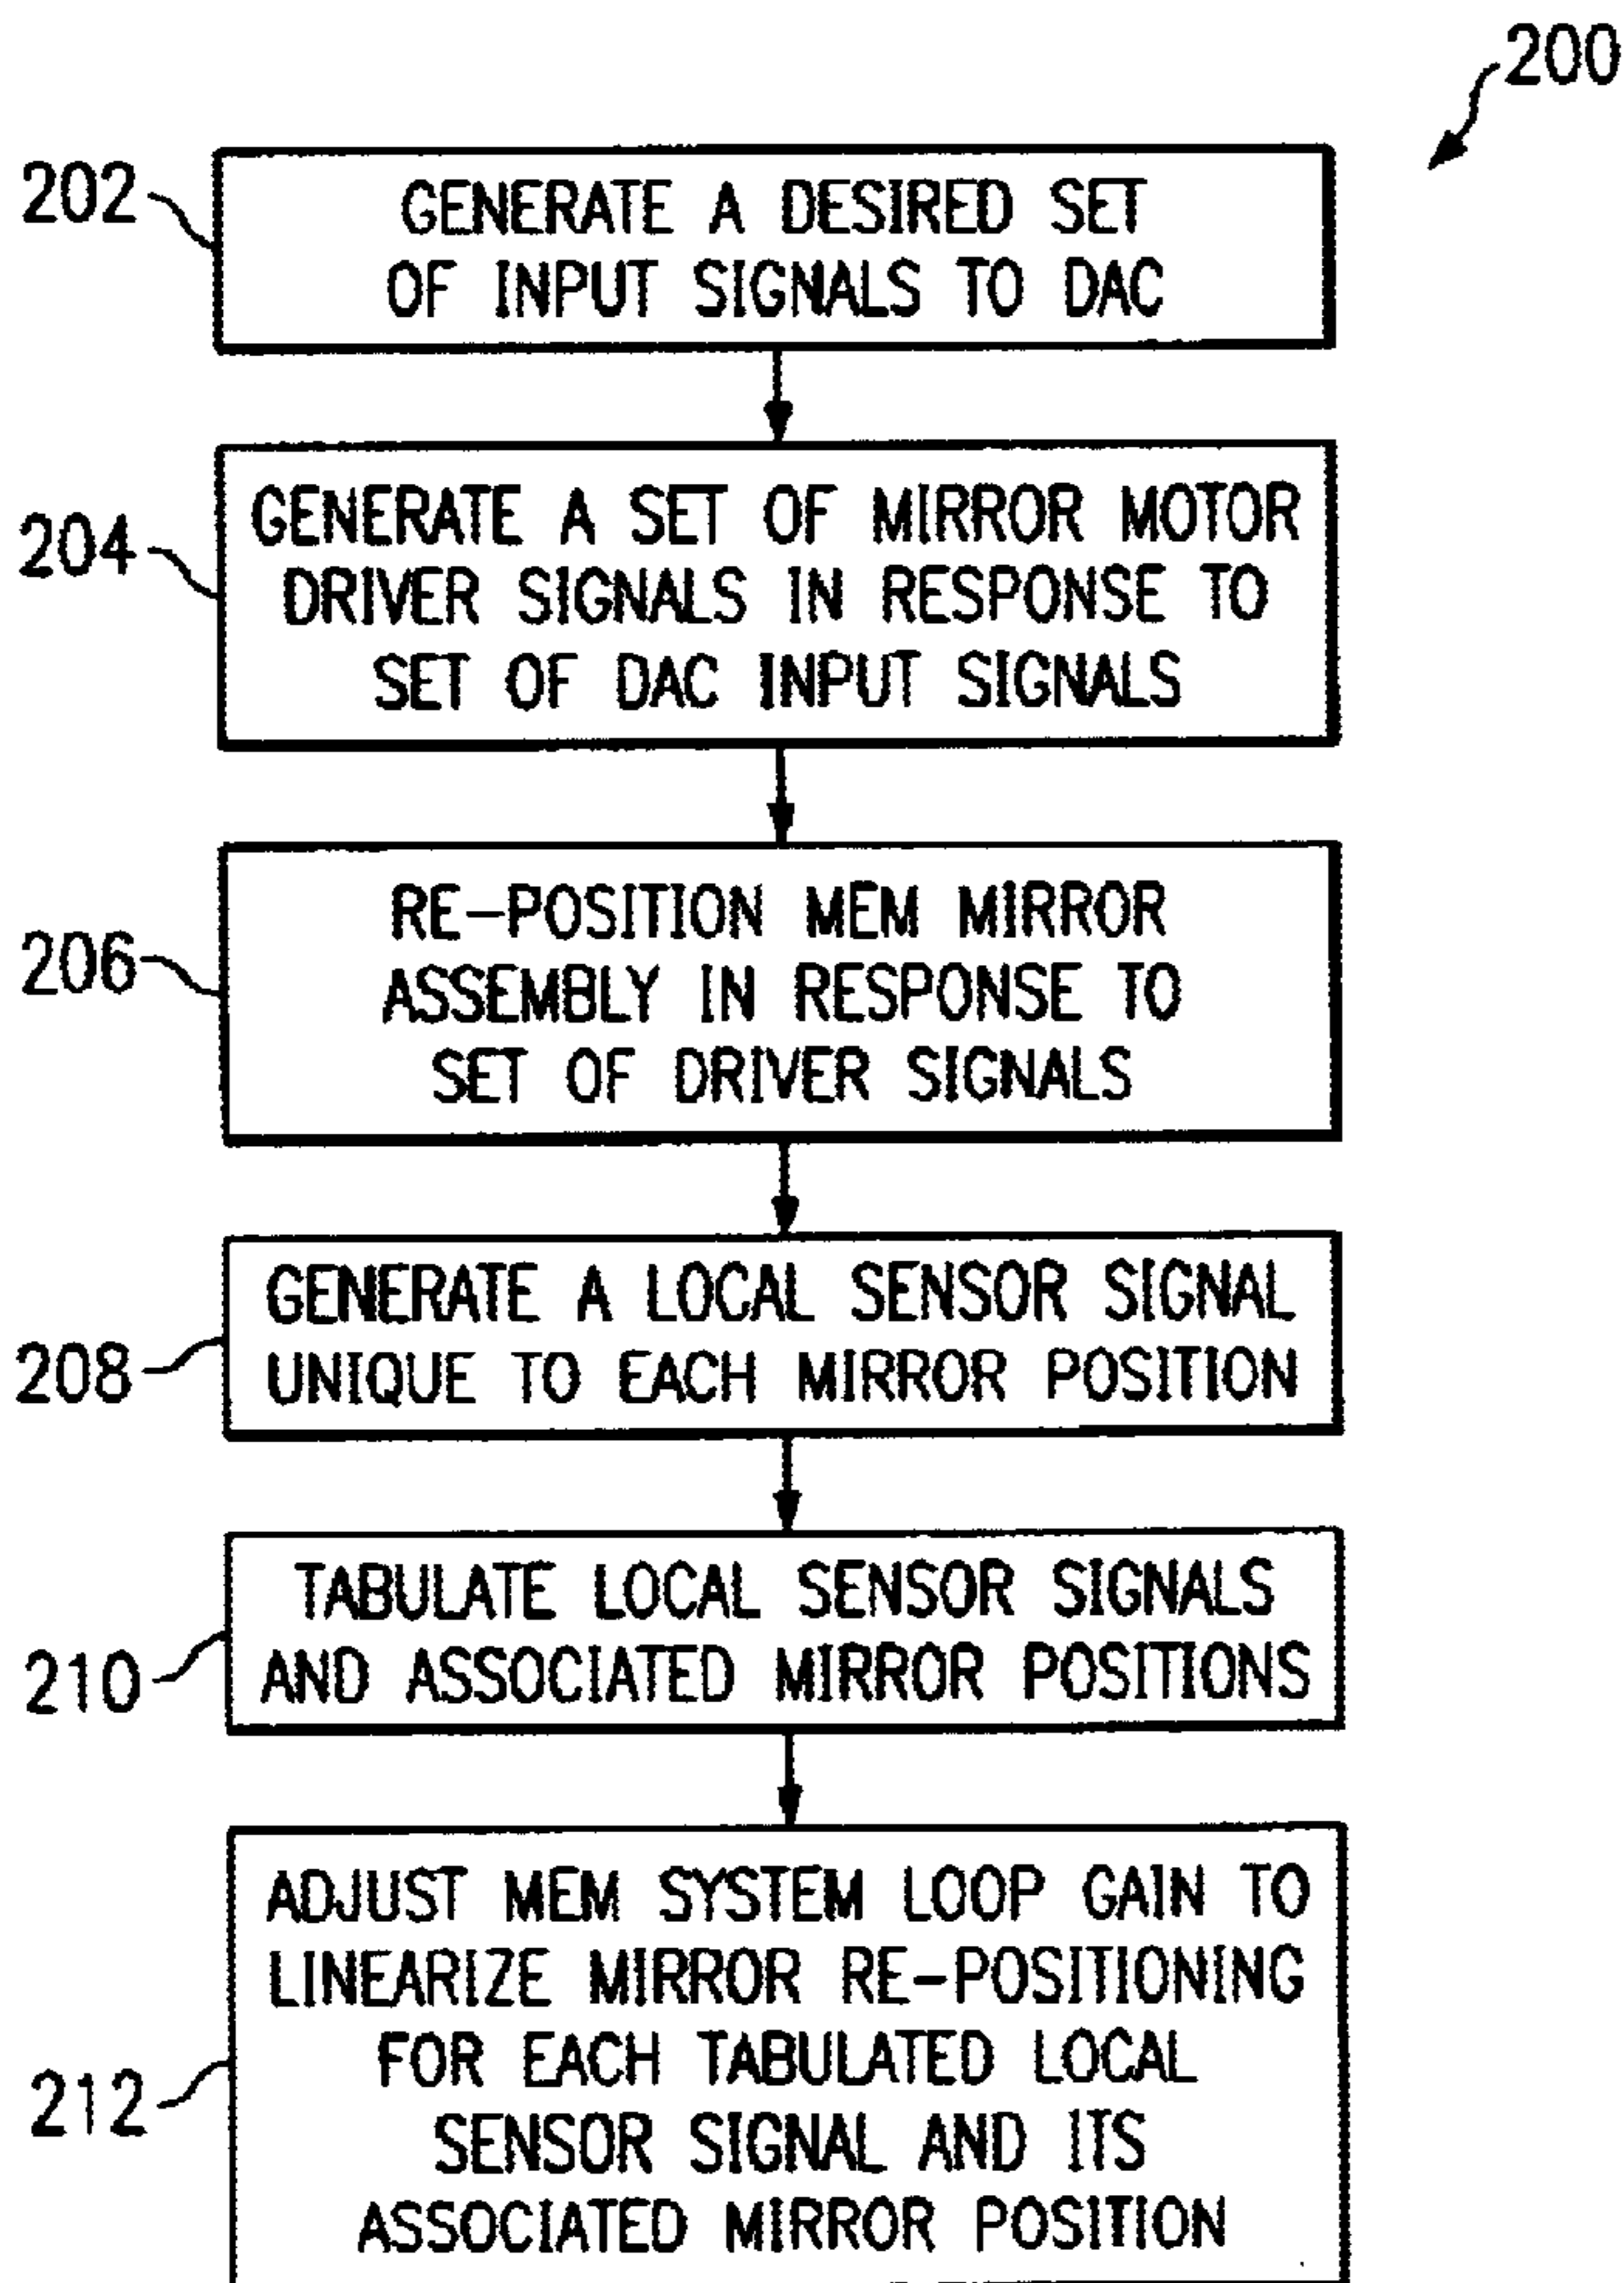 200
202
GENERATE A DESIRED SET
OF INPUT SIGNALS TO DAC
204
GENERATE A SET OF MIRROR MOTOR
DRIVER SIGNALS IN RESPONSE TO
SET OF DAC INPUT SIGNALS
206
RE-POSITION MEM MIRROR
ASSEMBLY IN RESPONSE TO
SET OF DRIVER SIGNALS
208
GENERATE A LOCAL SENSOR SIGNAL
UNIQUE TO EACH MIRROR POSITION
210
TABULATE LOCAL SENSOR SIGNALS
AND ASSOCIATED MIRROR POSITIONS
212
ADJUST MEM SYSTEM LOOP GAIN TO
LINEARIZE MIRROR RE-POSITIONING
FOR EACH TABULATED LOCAL
SENSOR SIGNAL AND ITS
ASSOCIATED MIRROR POSITION